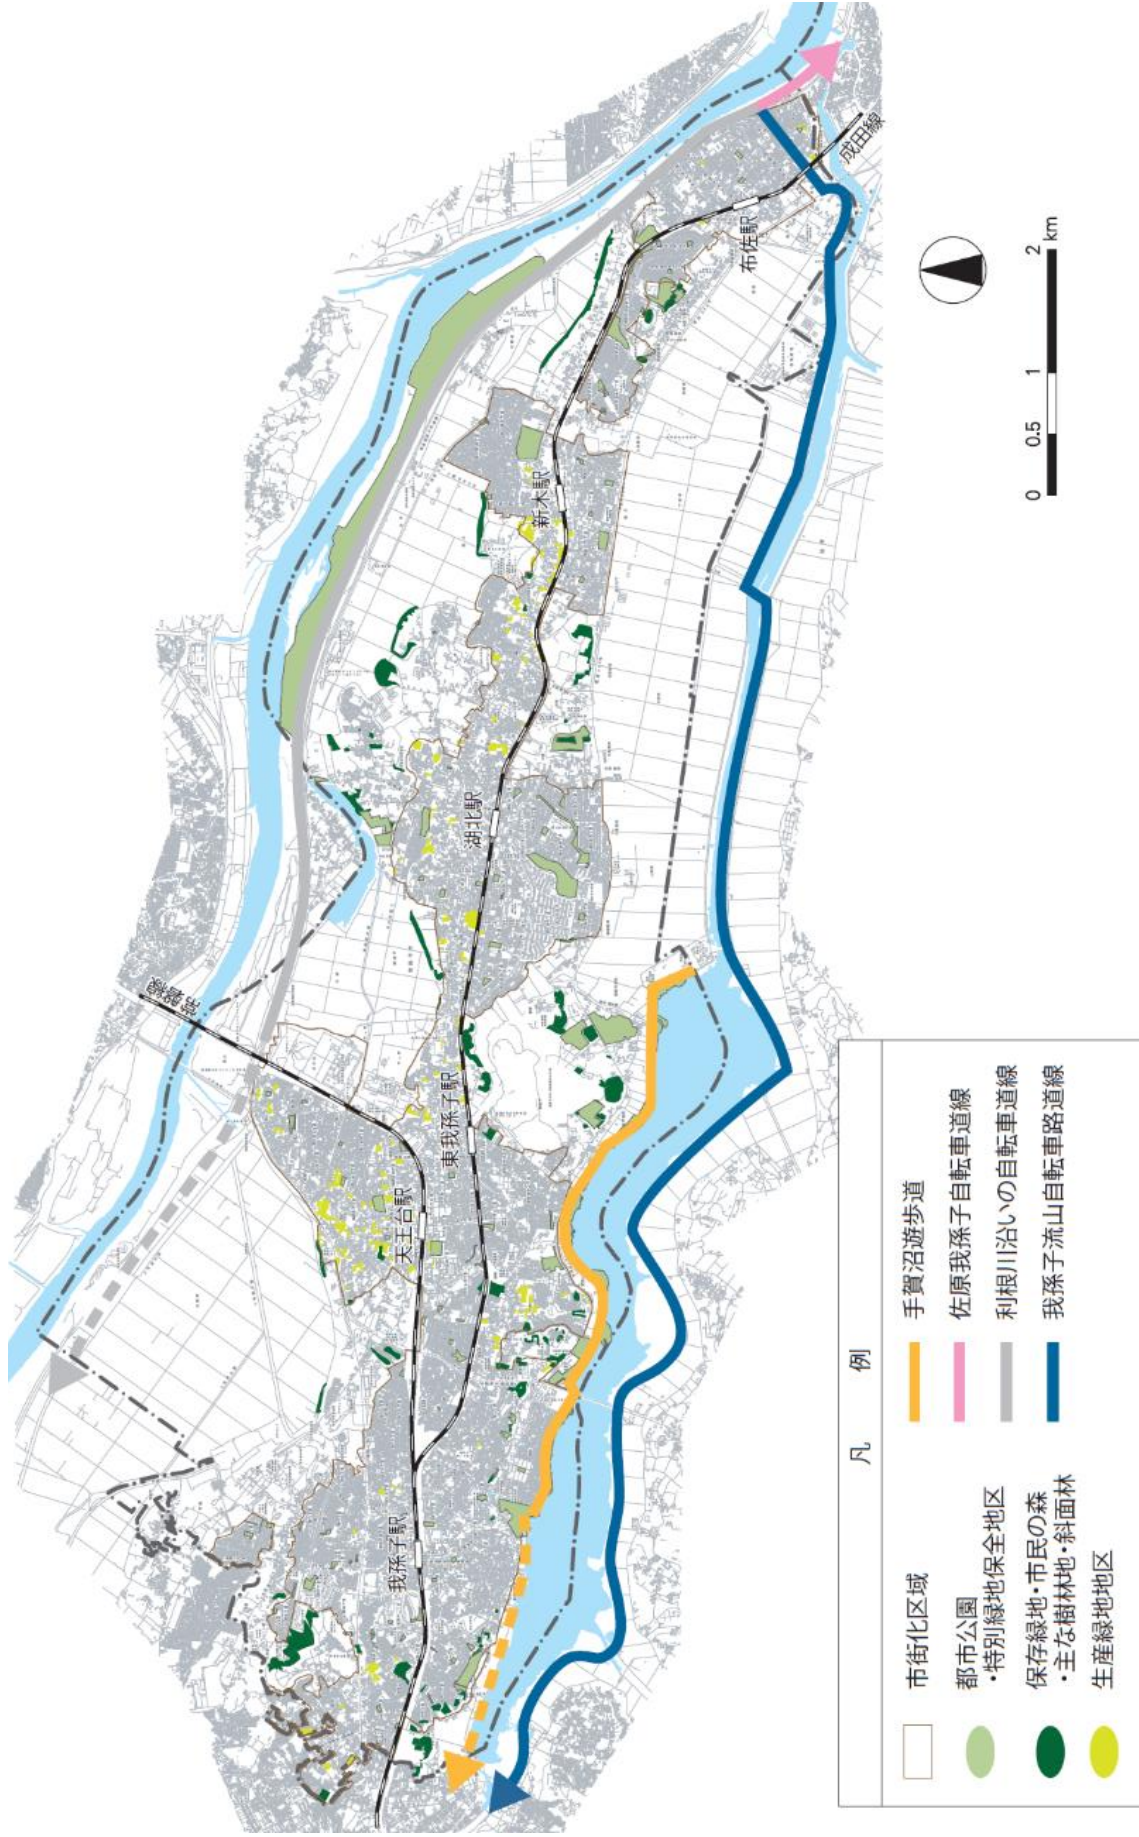 常磐線
成田線
我孫子駅
天王台駅
東我孫子駅
湖北駅
新木駅
布佐駅
0 0.5 1 2 km
凡 例
市街化区域
都市公園
・特別緑地保全地区
保存緑地・市民の森
・主な樹林地・斜面林
生産緑地地区
手賀沼遊歩道
佐原我孫子自転車道線
利根川沿いの自転車道線
我孫子流山自転車路道線